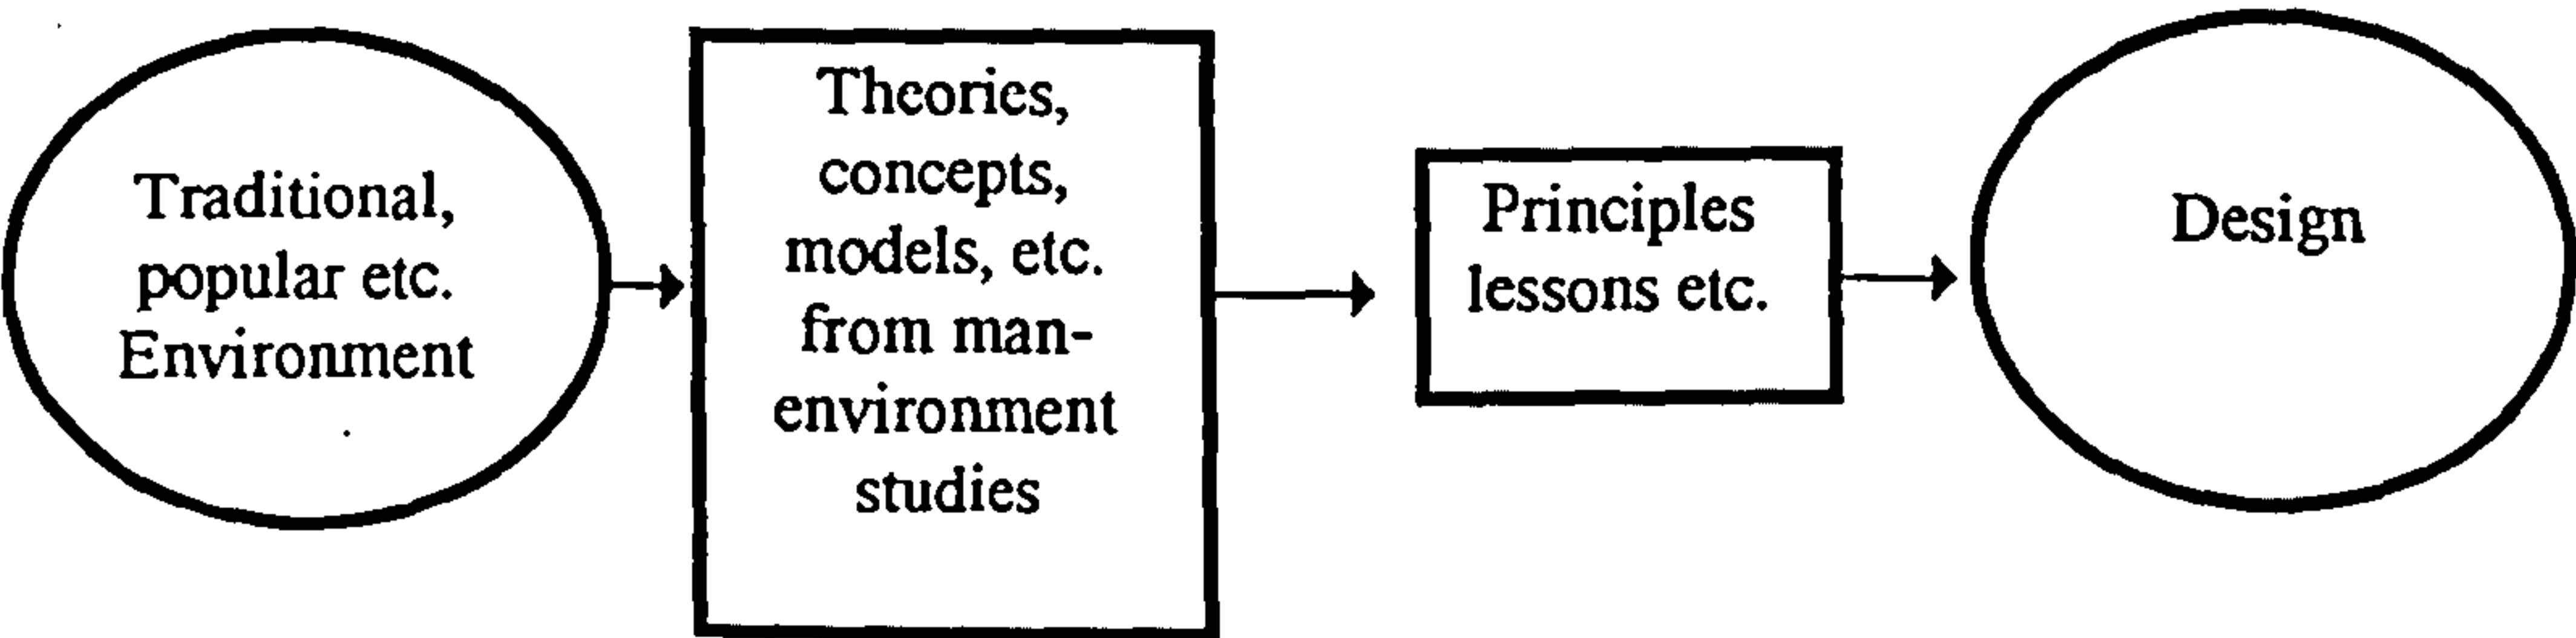 Traditional,
popular etc.
Environment
Theories,
concepts,
models, etc.
from man-
environment
studies
Principles
lessons etc.
Design